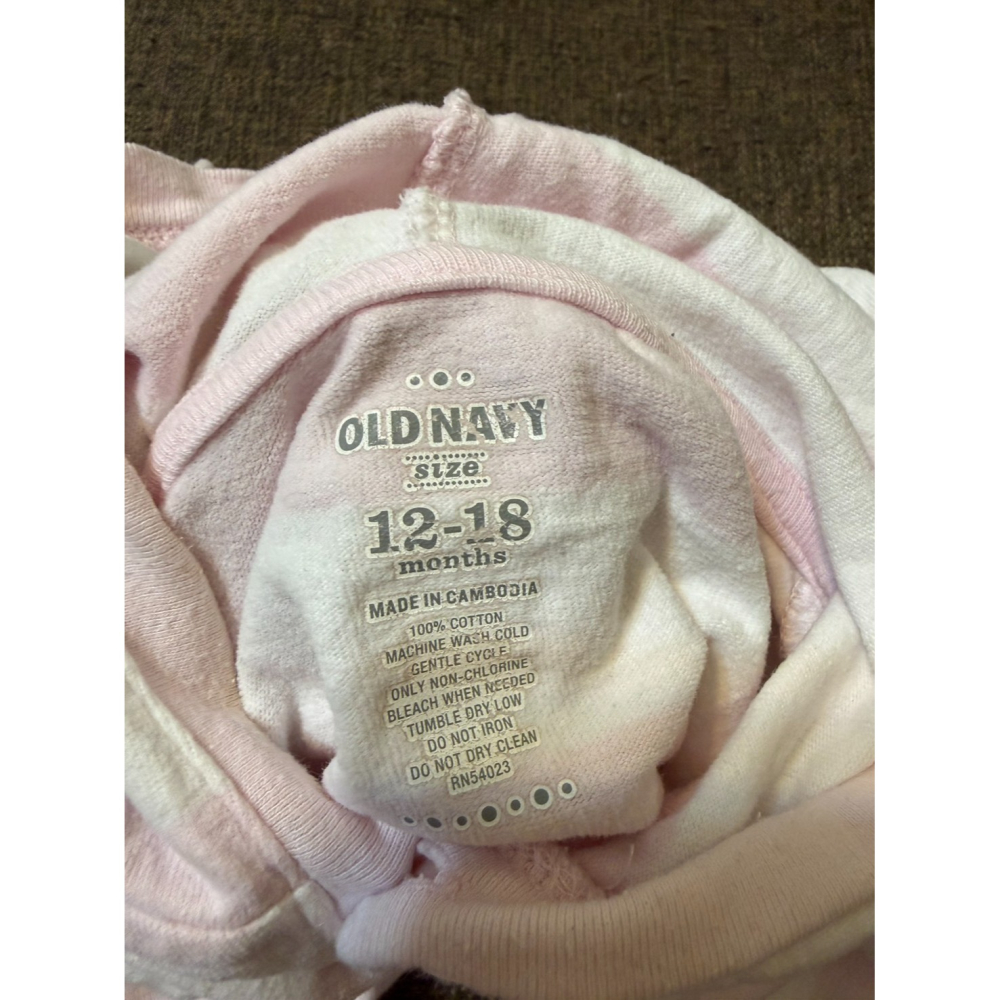 OLD NAVY
size
12-18
months
MADE IN CAMBODIA
100% COTTON
MACHINE WASH COLD
GENTLE CYCLE
ONLY NON-CHLORINE
BLEACH WHEN NEEDED
TUMBLE DRY LOW
DO NOT IRON
DO NOT DRY CLEAN
RN54023